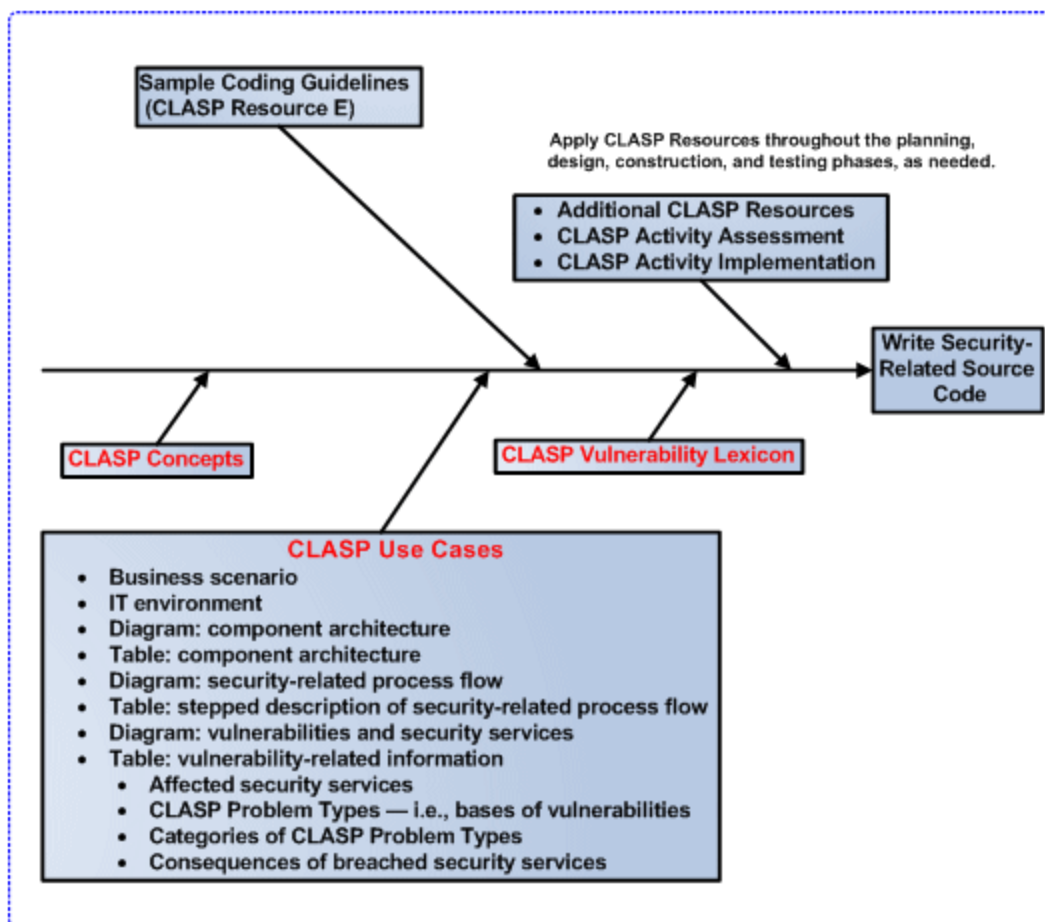 Sample Coding Guidelines
(CLASP Resource E)
Apply CLASP Resources throughout the planning,
design, construction, and testing phases, as needed.
• Additional CLASP Resources
• CLASP Activity Assessment
• CLASP Activity Implementation
Write Security-
Related Source
Code
CLASP Concepts
CLASP Vulnerability Lexicon
CLASP Use Cases
• Business scenario
• IT environment
• Diagram: component architecture
• Table: component architecture
• Diagram: security-related process flow
• Table: stepped description of security-related process flow
• Diagram: vulnerabilities and security services
• Table: vulnerability-related information
• Affected security services
• CLASP Problem Types — i.e., bases of vulnerabilities
• Categories of CLASP Problem Types
• Consequences of breached security services